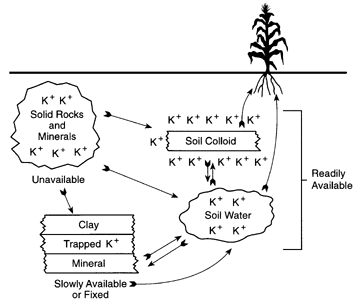 K⁺ K⁺
Solid Rocks
and
Minerals
K⁺ K⁺ K⁺
Unavailable
K⁺ K⁺ K⁺ K⁺ K⁺
K⁺ Soil Colloid
K⁺ K⁺ K⁺ K⁺ K⁺
Readily
Available
K⁺ K⁺
Soil Water
K⁺ K⁺
Clay
Trapped K⁺
Mineral
Slowly Available
or Fixed